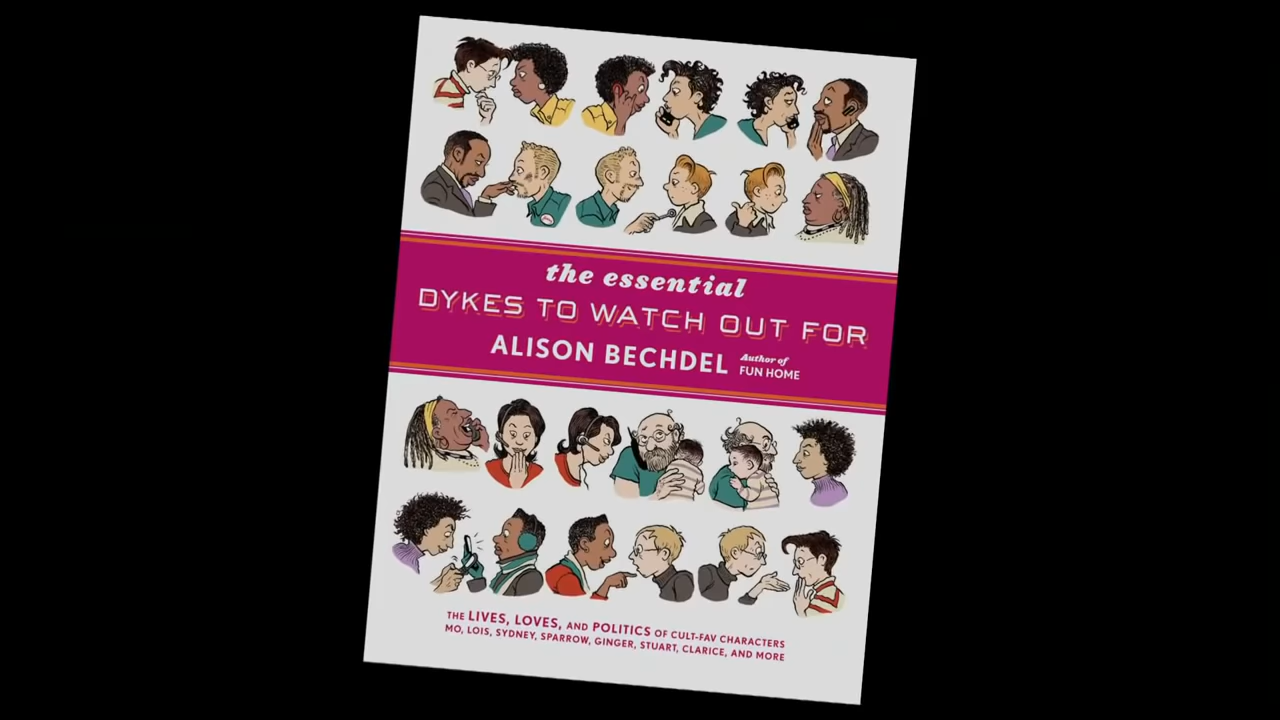 the essential
DYKES TO WATCH OUT FOR
ALISON BECHDEL
Author of
FUN HOME
THE LIVES, LOVES, AND POLITICS OF CULT-FAV CHARACTERS
MO, LOIS, SYDNEY, SPARROW, GINGER, STUART, CLARICE, AND MORE